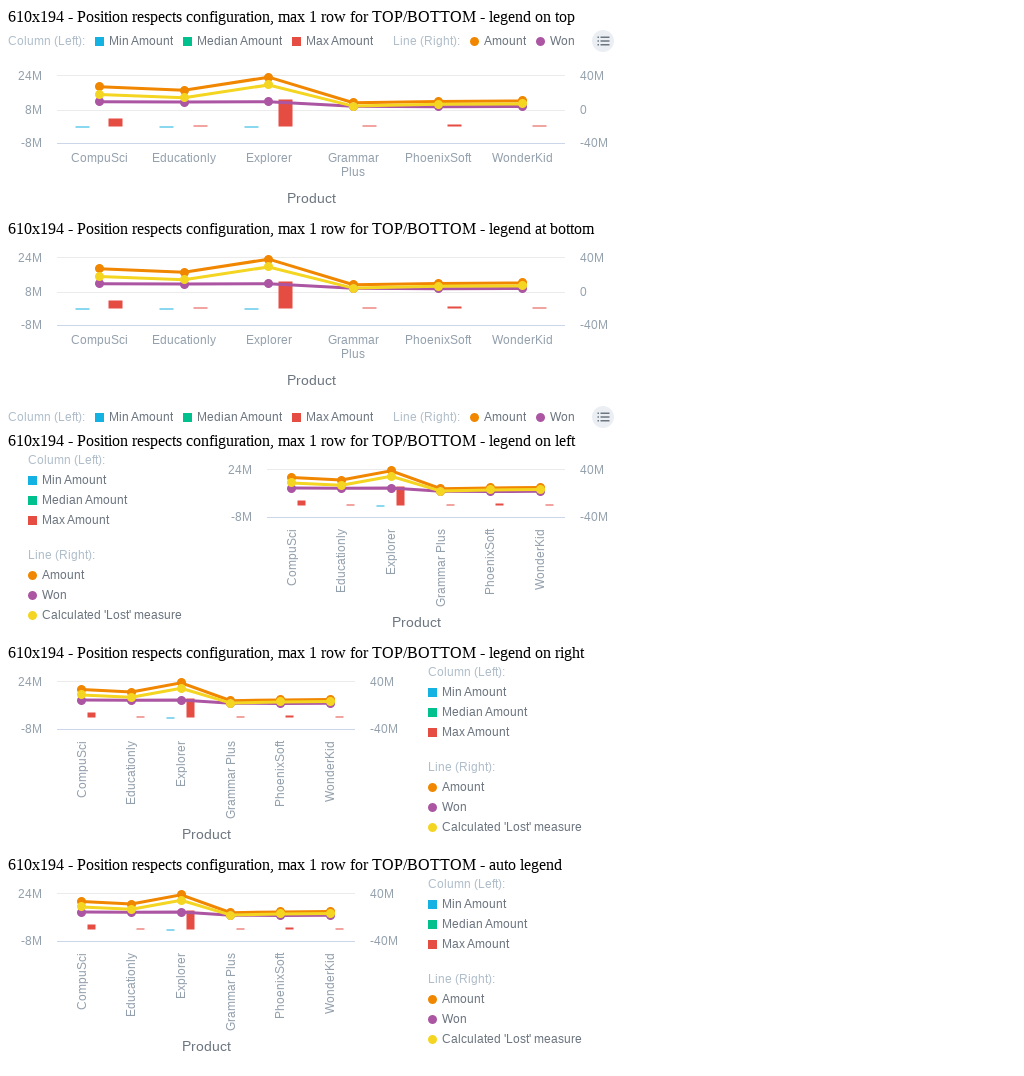 610x194 - Position respects configuration, max 1 row for TOP/BOTTOM - legend on top
Column (Left): Min Amount Median Amount Max Amount Line (Right): Amount Won
24M 40M
8M 0
-8M -40M
CompuSci Educationly Explorer Grammar Plus PhoenixSoft WonderKid
Product
610x194 - Position respects configuration, max 1 row for TOP/BOTTOM - legend at bottom
24M 40M
8M 0
-8M -40M
CompuSci Educationly Explorer Grammar Plus PhoenixSoft WonderKid
Product
Column (Left): Min Amount Median Amount Max Amount Line (Right): Amount Won
610x194 - Position respects configuration, max 1 row for TOP/BOTTOM - legend on left
Column (Left):
Min Amount
Median Amount
Max Amount
Line (Right):
Amount
Won
Calculated 'Lost' measure
24M 40M
-8M -40M
CompuSci Educationly Explorer Grammar Plus PhoenixSoft WonderKid
Product
610x194 - Position respects configuration, max 1 row for TOP/BOTTOM - legend on right
24M 40M
-8M -40M
CompuSci Educationly Explorer Grammar Plus PhoenixSoft WonderKid
Product
Column (Left):
Min Amount
Median Amount
Max Amount
Line (Right):
Amount
Won
Calculated 'Lost' measure
610x194 - Position respects configuration, max 1 row for TOP/BOTTOM - auto legend
24M 40M
-8M -40M
CompuSci Educationly Explorer Grammar Plus PhoenixSoft WonderKid
Product
Column (Left):
Min Amount
Median Amount
Max Amount
Line (Right):
Amount
Won
Calculated 'Lost' measure